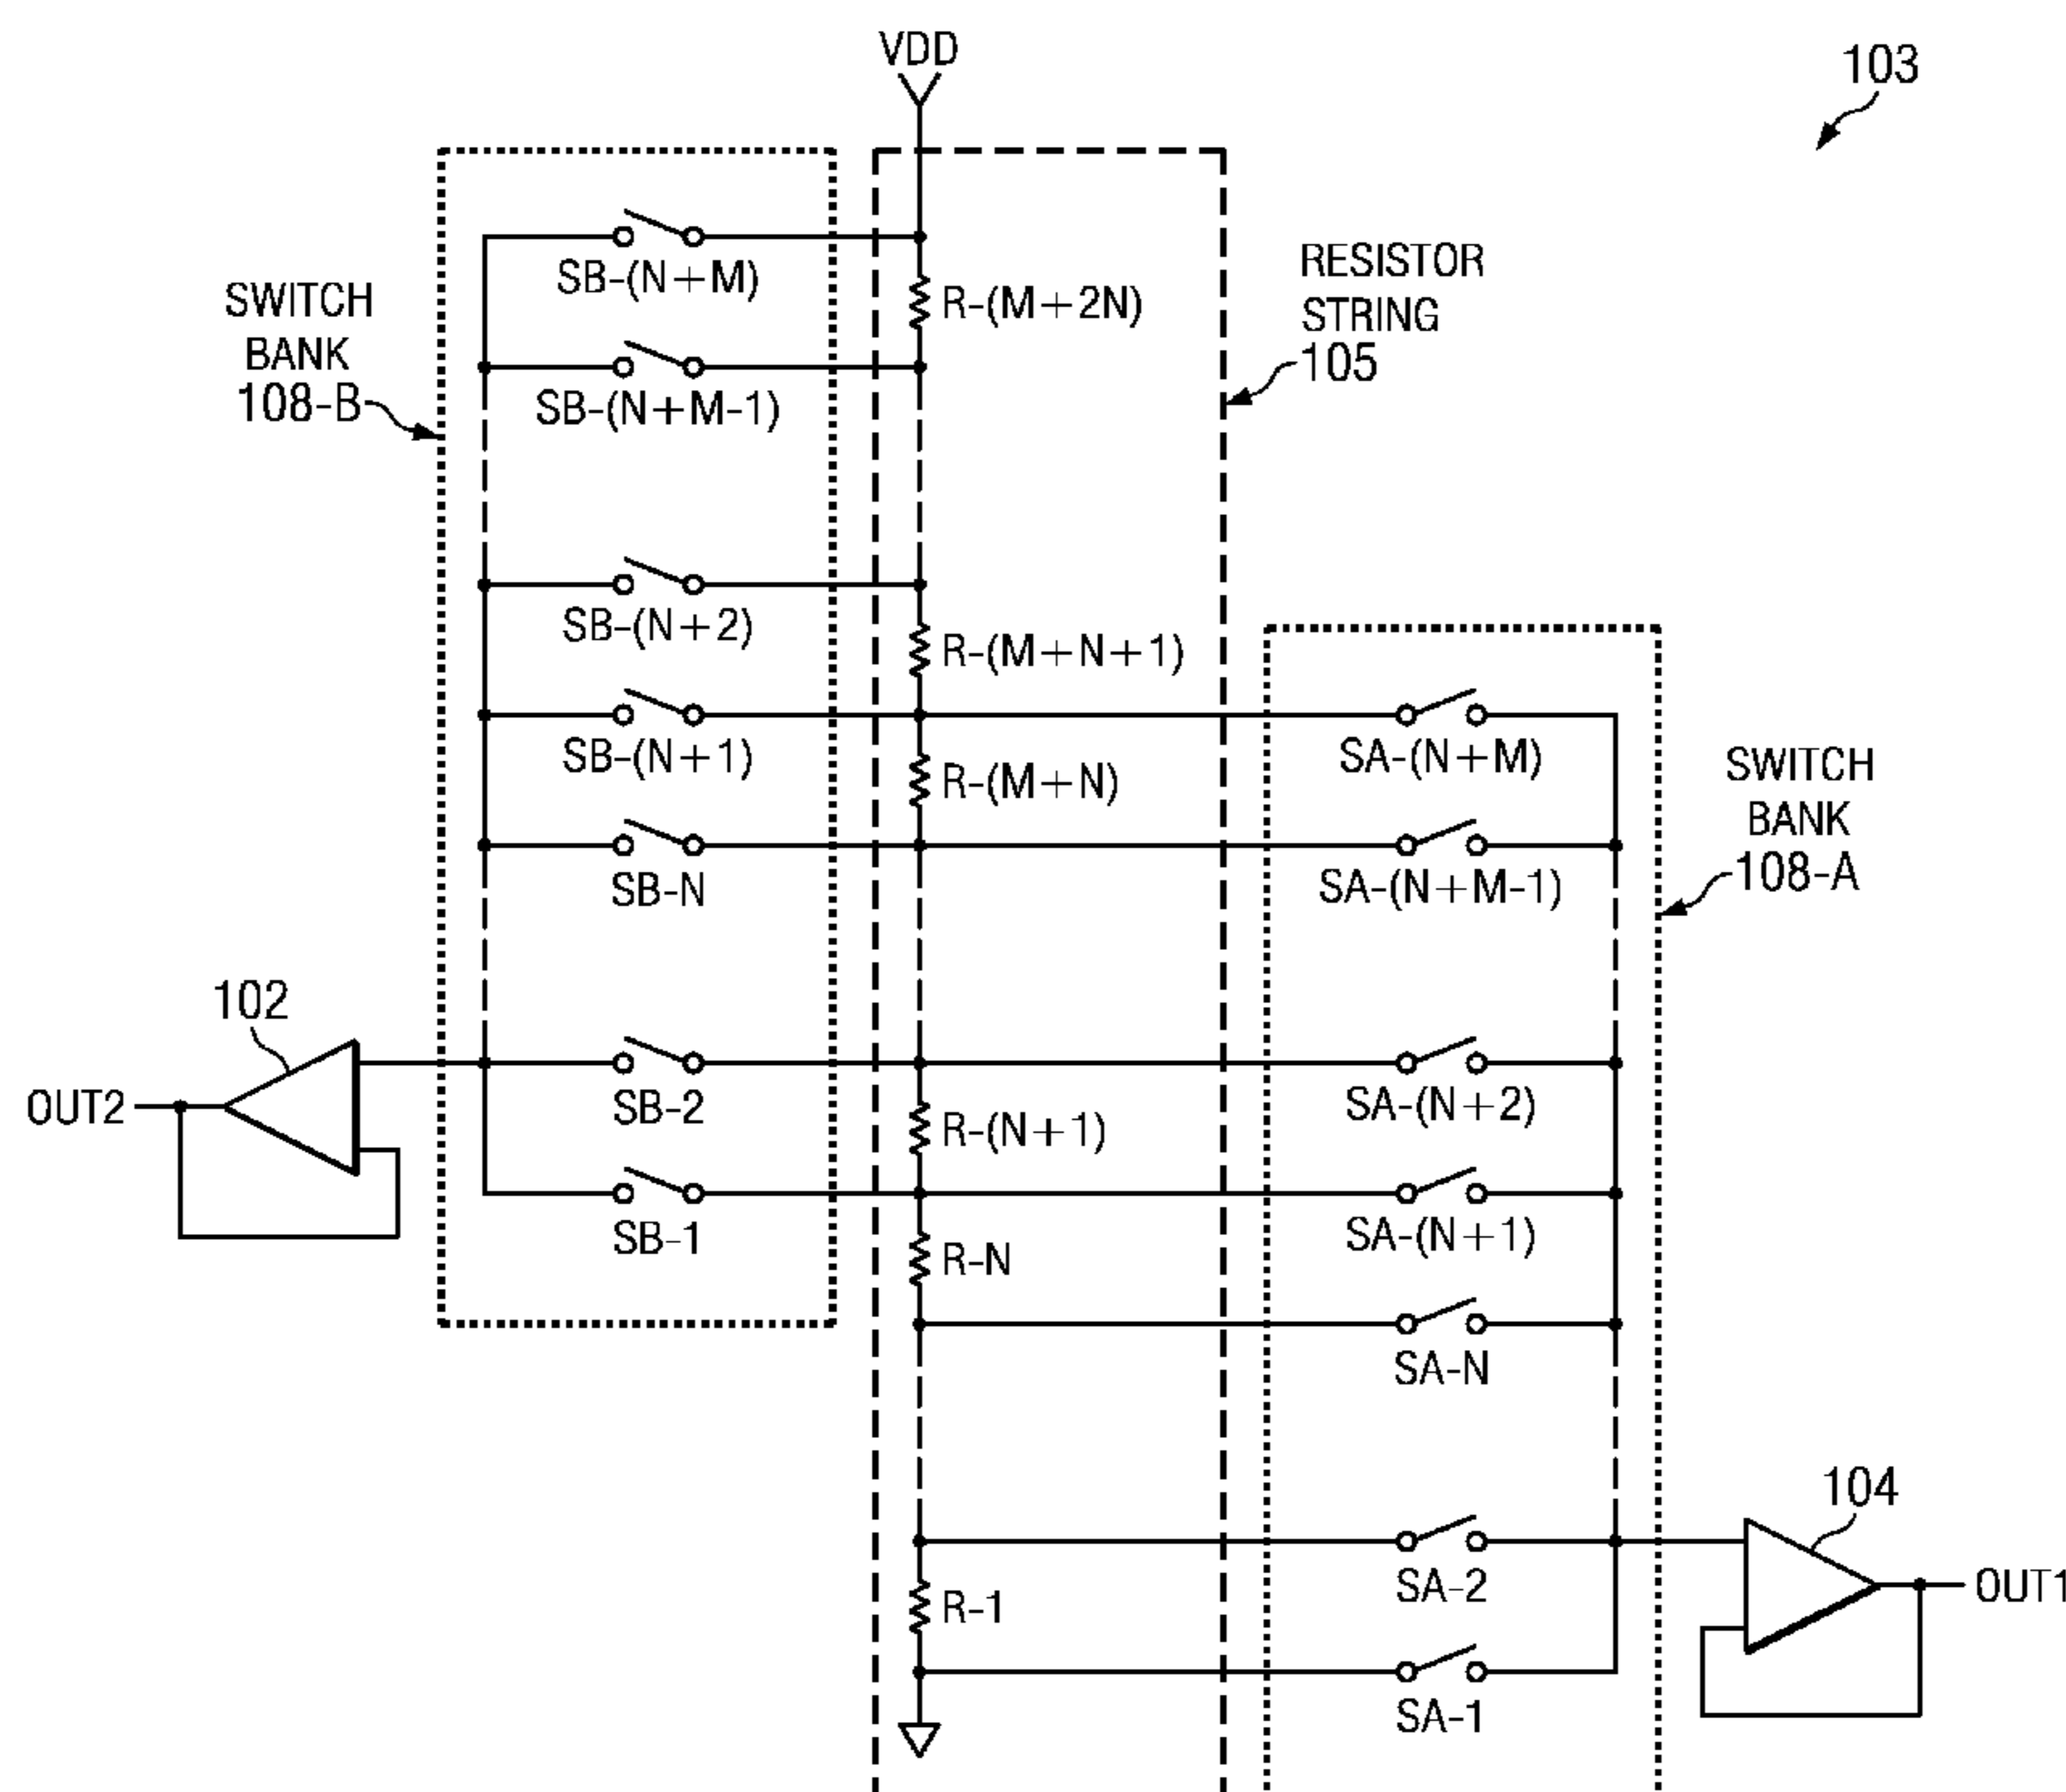 VDD
103
SB-(N+M)
R-(M+2N)
RESISTOR
STRING
105
SWITCH
BANK
108-B
SB-(N+M-1)
SB-(N+2)
R-(M+N+1)
SB-(N+1)
R-(M+N)
SA-(N+M)
SWITCH
BANK
108-A
SB-N
SA-(N+M-1)
102
OUT2
SB-2
R-(N+1)
SA-(N+2)
SB-1
R-N
SA-(N+1)
SA-N
104
R-1
SA-2
OUT1
SA-1